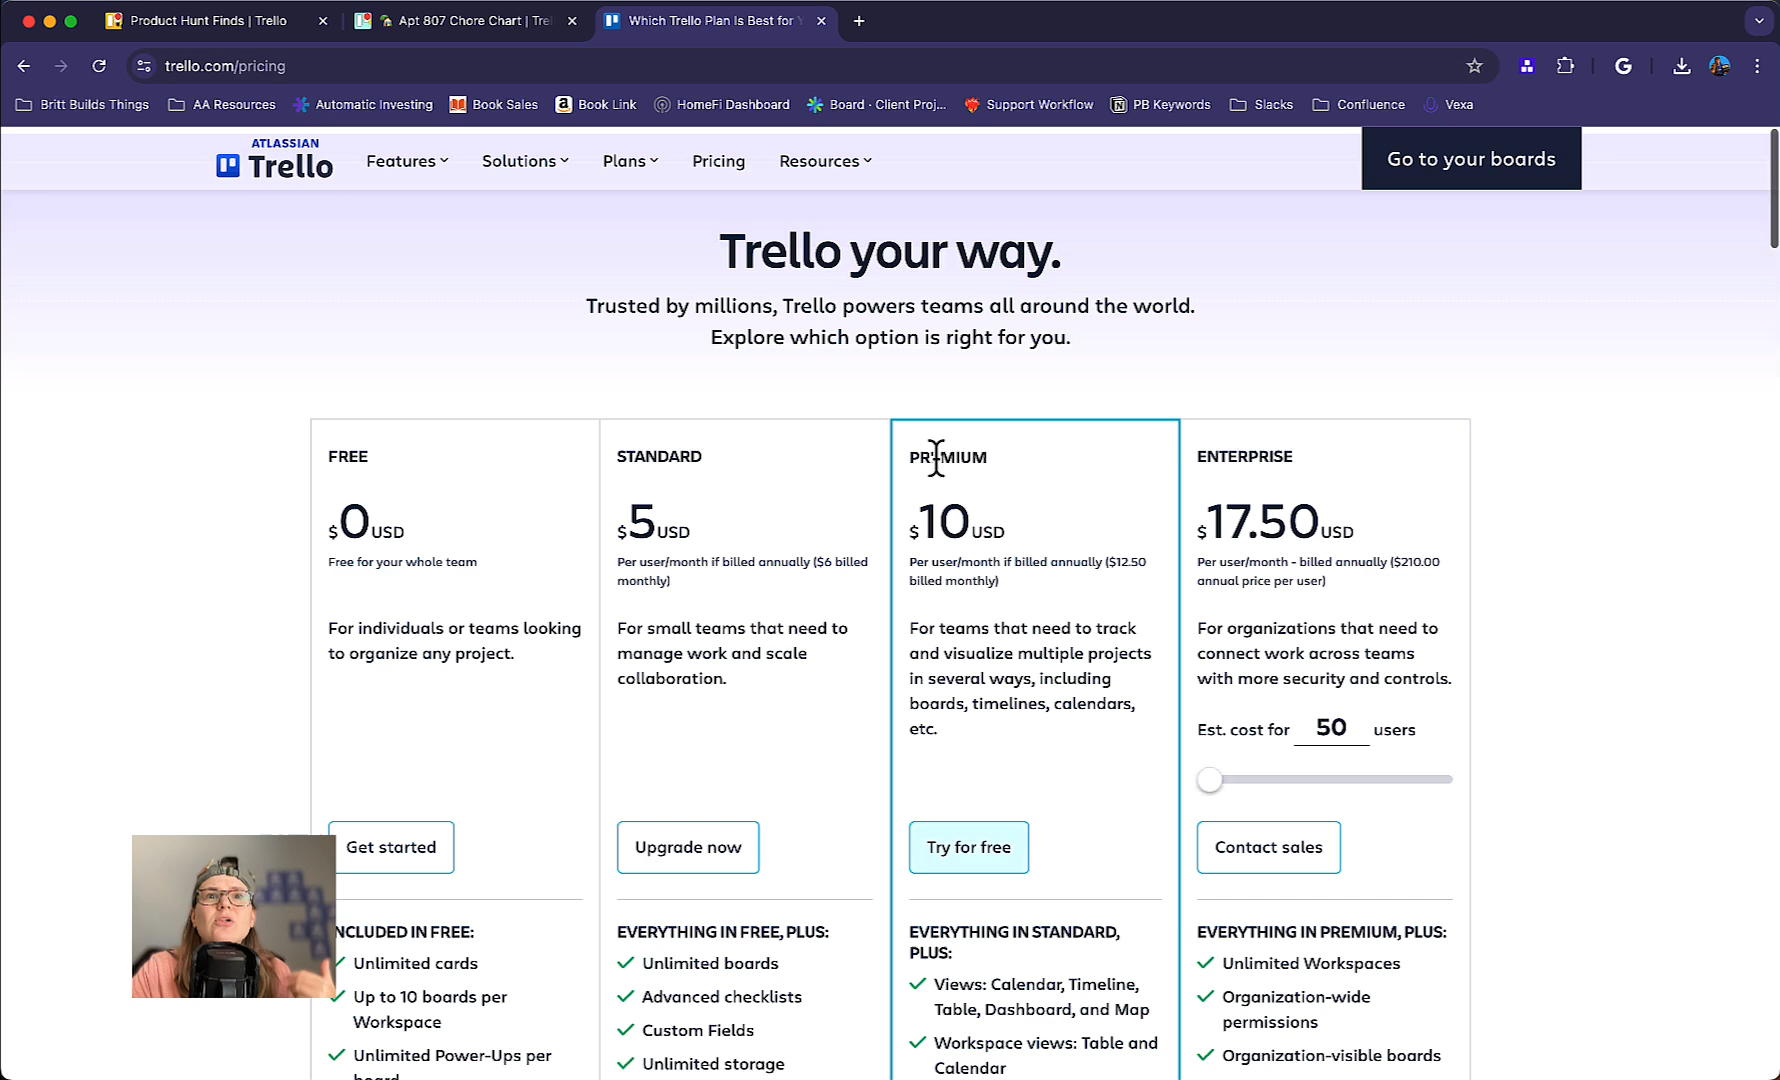 Product Hunt Finds | Trello
Apt 807 Chore Chart | Trel
Which Trello Plan Is Best for Y
trello.com/pricing
Britt Builds Things
AA Resources
Automatic Investing
Book Sales
Book Link
HomeFi Dashboard
Board · Client Proj...
Support Workflow
PB Keywords
Slacks
Confluence
Vexa
ATLASSIAN
Trello
Features
Solutions
Plans
Pricing
Resources
Go to your boards
Trello your way.
Trusted by millions, Trello powers teams all around the world.
Explore which option is right for you.
FREE
$0 USD
Free for your whole team
For individuals or teams looking
to organize any project.
Get started
INCLUDED IN FREE:
Unlimited cards
Up to 10 boards per
Workspace
Unlimited Power-Ups per
board
STANDARD
$5 USD
Per user/month if billed annually ($6 billed
monthly)
For small teams that need to
manage work and scale
collaboration.
Upgrade now
EVERYTHING IN FREE, PLUS:
Unlimited boards
Advanced checklists
Custom Fields
Unlimited storage
PREMIUM
$10 USD
Per user/month if billed annually ($12.50
billed monthly)
For teams that need to track
and visualize multiple projects
in several ways, including
boards, timelines, calendars,
etc.
Try for free
EVERYTHING IN STANDARD,
PLUS:
Views: Calendar, Timeline,
Table, Dashboard, and Map
Workspace views: Table and
Calendar
ENTERPRISE
$17.50 USD
Per user/month - billed annually ($210.00
annual price per user)
For organizations that need to
connect work across teams
with more security and controls.
Est. cost for 50 users
Contact sales
EVERYTHING IN PREMIUM, PLUS:
Unlimited Workspaces
Organization-wide
permissions
Organization-visible boards